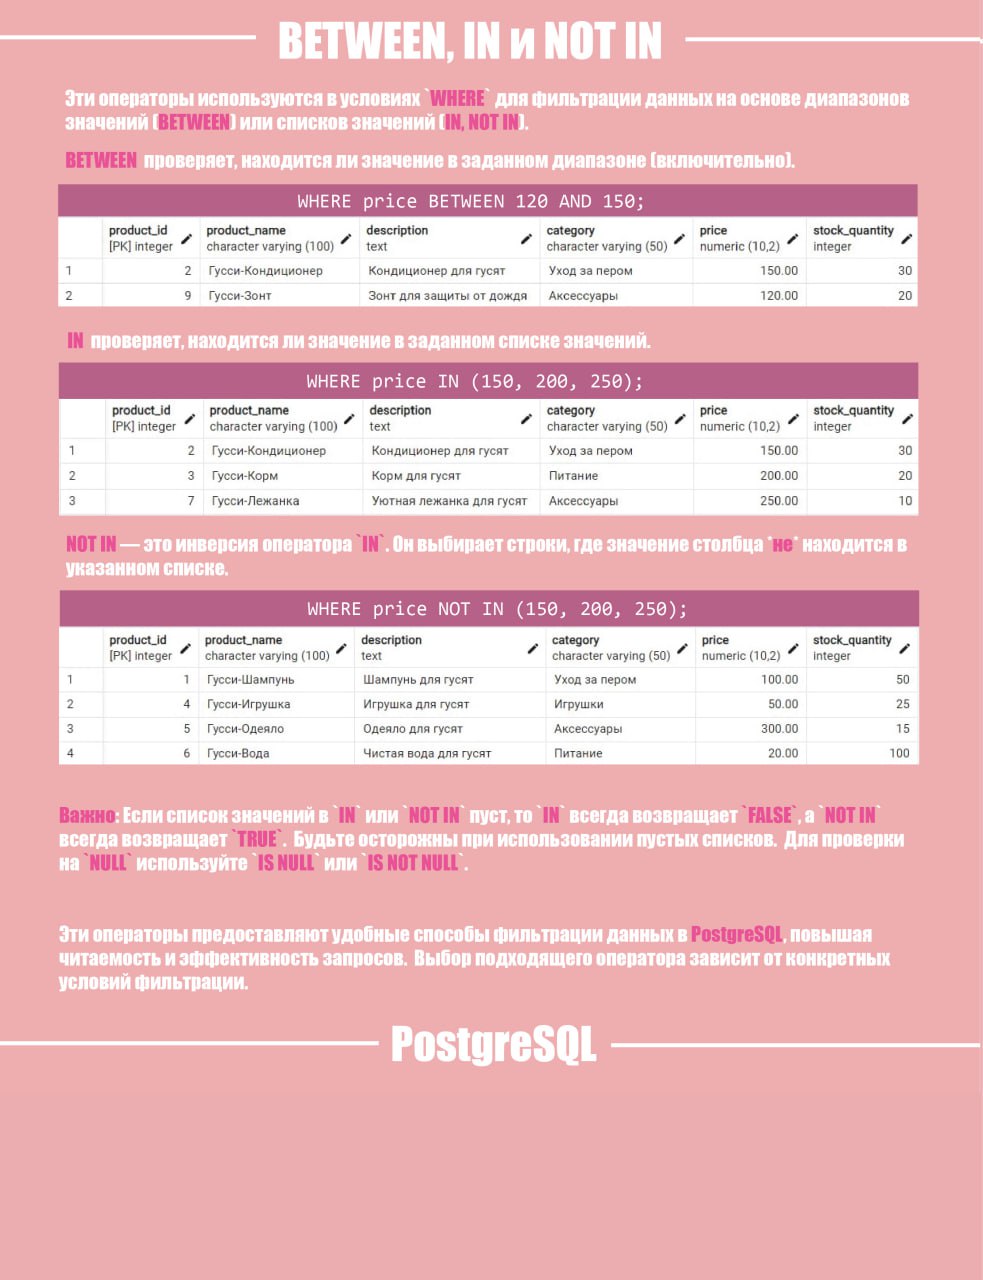 BETWEEN, IN и NOT IN
Эти операторы используются в условиях `WHERE` для фильтрации данных на основе диапазонов
значений (BETWEEN) или списков значений (IN, NOT IN).
BETWEEN проверяет, находится ли значение в заданном диапазоне (включительно).
WHERE price BETWEEN 120 AND 150;
product_id product_name description category price stock_quantity
[PK] integer character varying (100) text character varying (50) numeric (10,2) integer
1 2 Гусси-Кондиционер Кондиционер для гусят Уход за пером 150.00 30
2 9 Гусси-Зонт Зонт для защиты от дождя Аксессуары 120.00 20
IN проверяет, находится ли значение в заданном списке значений.
WHERE price IN (150, 200, 250);
product_id product_name description category price stock_quantity
[PK] integer character varying (100) text character varying (50) numeric (10,2) integer
1 2 Гусси-Кондиционер Кондиционер для гусят Уход за пером 150.00 30
2 3 Гусси-Корм Корм для гусят Питание 200.00 20
3 7 Гусси-Лежанка Уютная лежанка для гусят Аксессуары 250.00 10
NOT IN — это инверсия оператора `IN`. Он выбирает строки, где значение столбца *не* находится в
указанном списке.
WHERE price NOT IN (150, 200, 250);
product_id product_name description category price stock_quantity
[PK] integer character varying (100) text character varying (50) numeric (10,2) integer
1 1 Гусси-Шампунь Шампунь для гусят Уход за пером 100.00 50
2 4 Гусси-Игрушка Игрушка для гусят Игрушки 50.00 25
3 5 Гусси-Одеяло Одеяло для гусят Аксессуары 300.00 15
4 6 Гусси-Вода Чистая вода для гусят Питание 20.00 100
Важно: Если список значений в `IN` или `NOT IN` пуст, то `IN` всегда возвращает `FALSE`, а `NOT IN`
всегда возвращает `TRUE`. Будьте осторожны при использовании пустых списков. Для проверки
на `NULL` используйте `IS NULL` или `IS NOT NULL`.
Эти операторы предоставляют удобные способы фильтрации данных в PostgreSQL, повышая
читаемость и эффективность запросов. Выбор подходящего оператора зависит от конкретных
условий фильтрации.
PostgreSQL